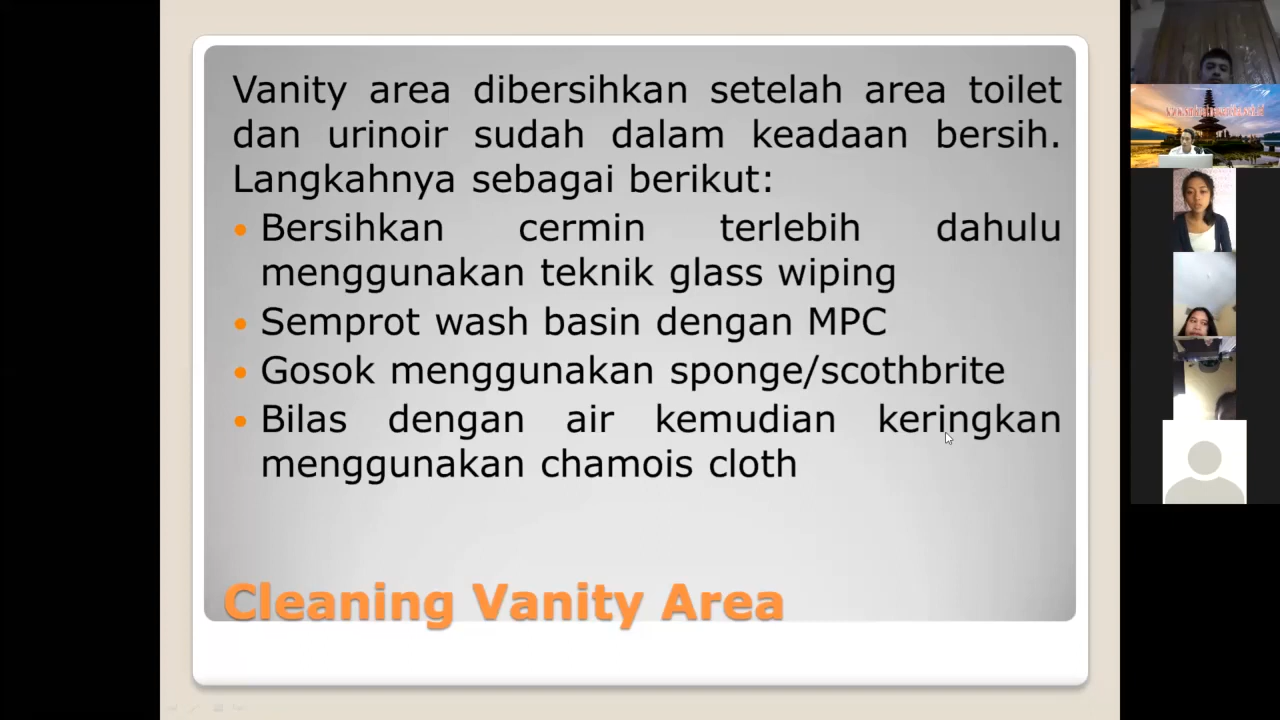 Vanity area dibersihkan setelah area toilet
dan urinoir sudah dalam keadaan bersih.
Langkahnya sebagai berikut:
Bersihkan cermin terlebih dahulu
menggunakan teknik glass wiping
Semprot wash basin dengan MPC
Gosok menggunakan sponge/scothbrite
Bilas dengan air kemudian keringkan
menggunakan chamois cloth
Cleaning Vanity Area